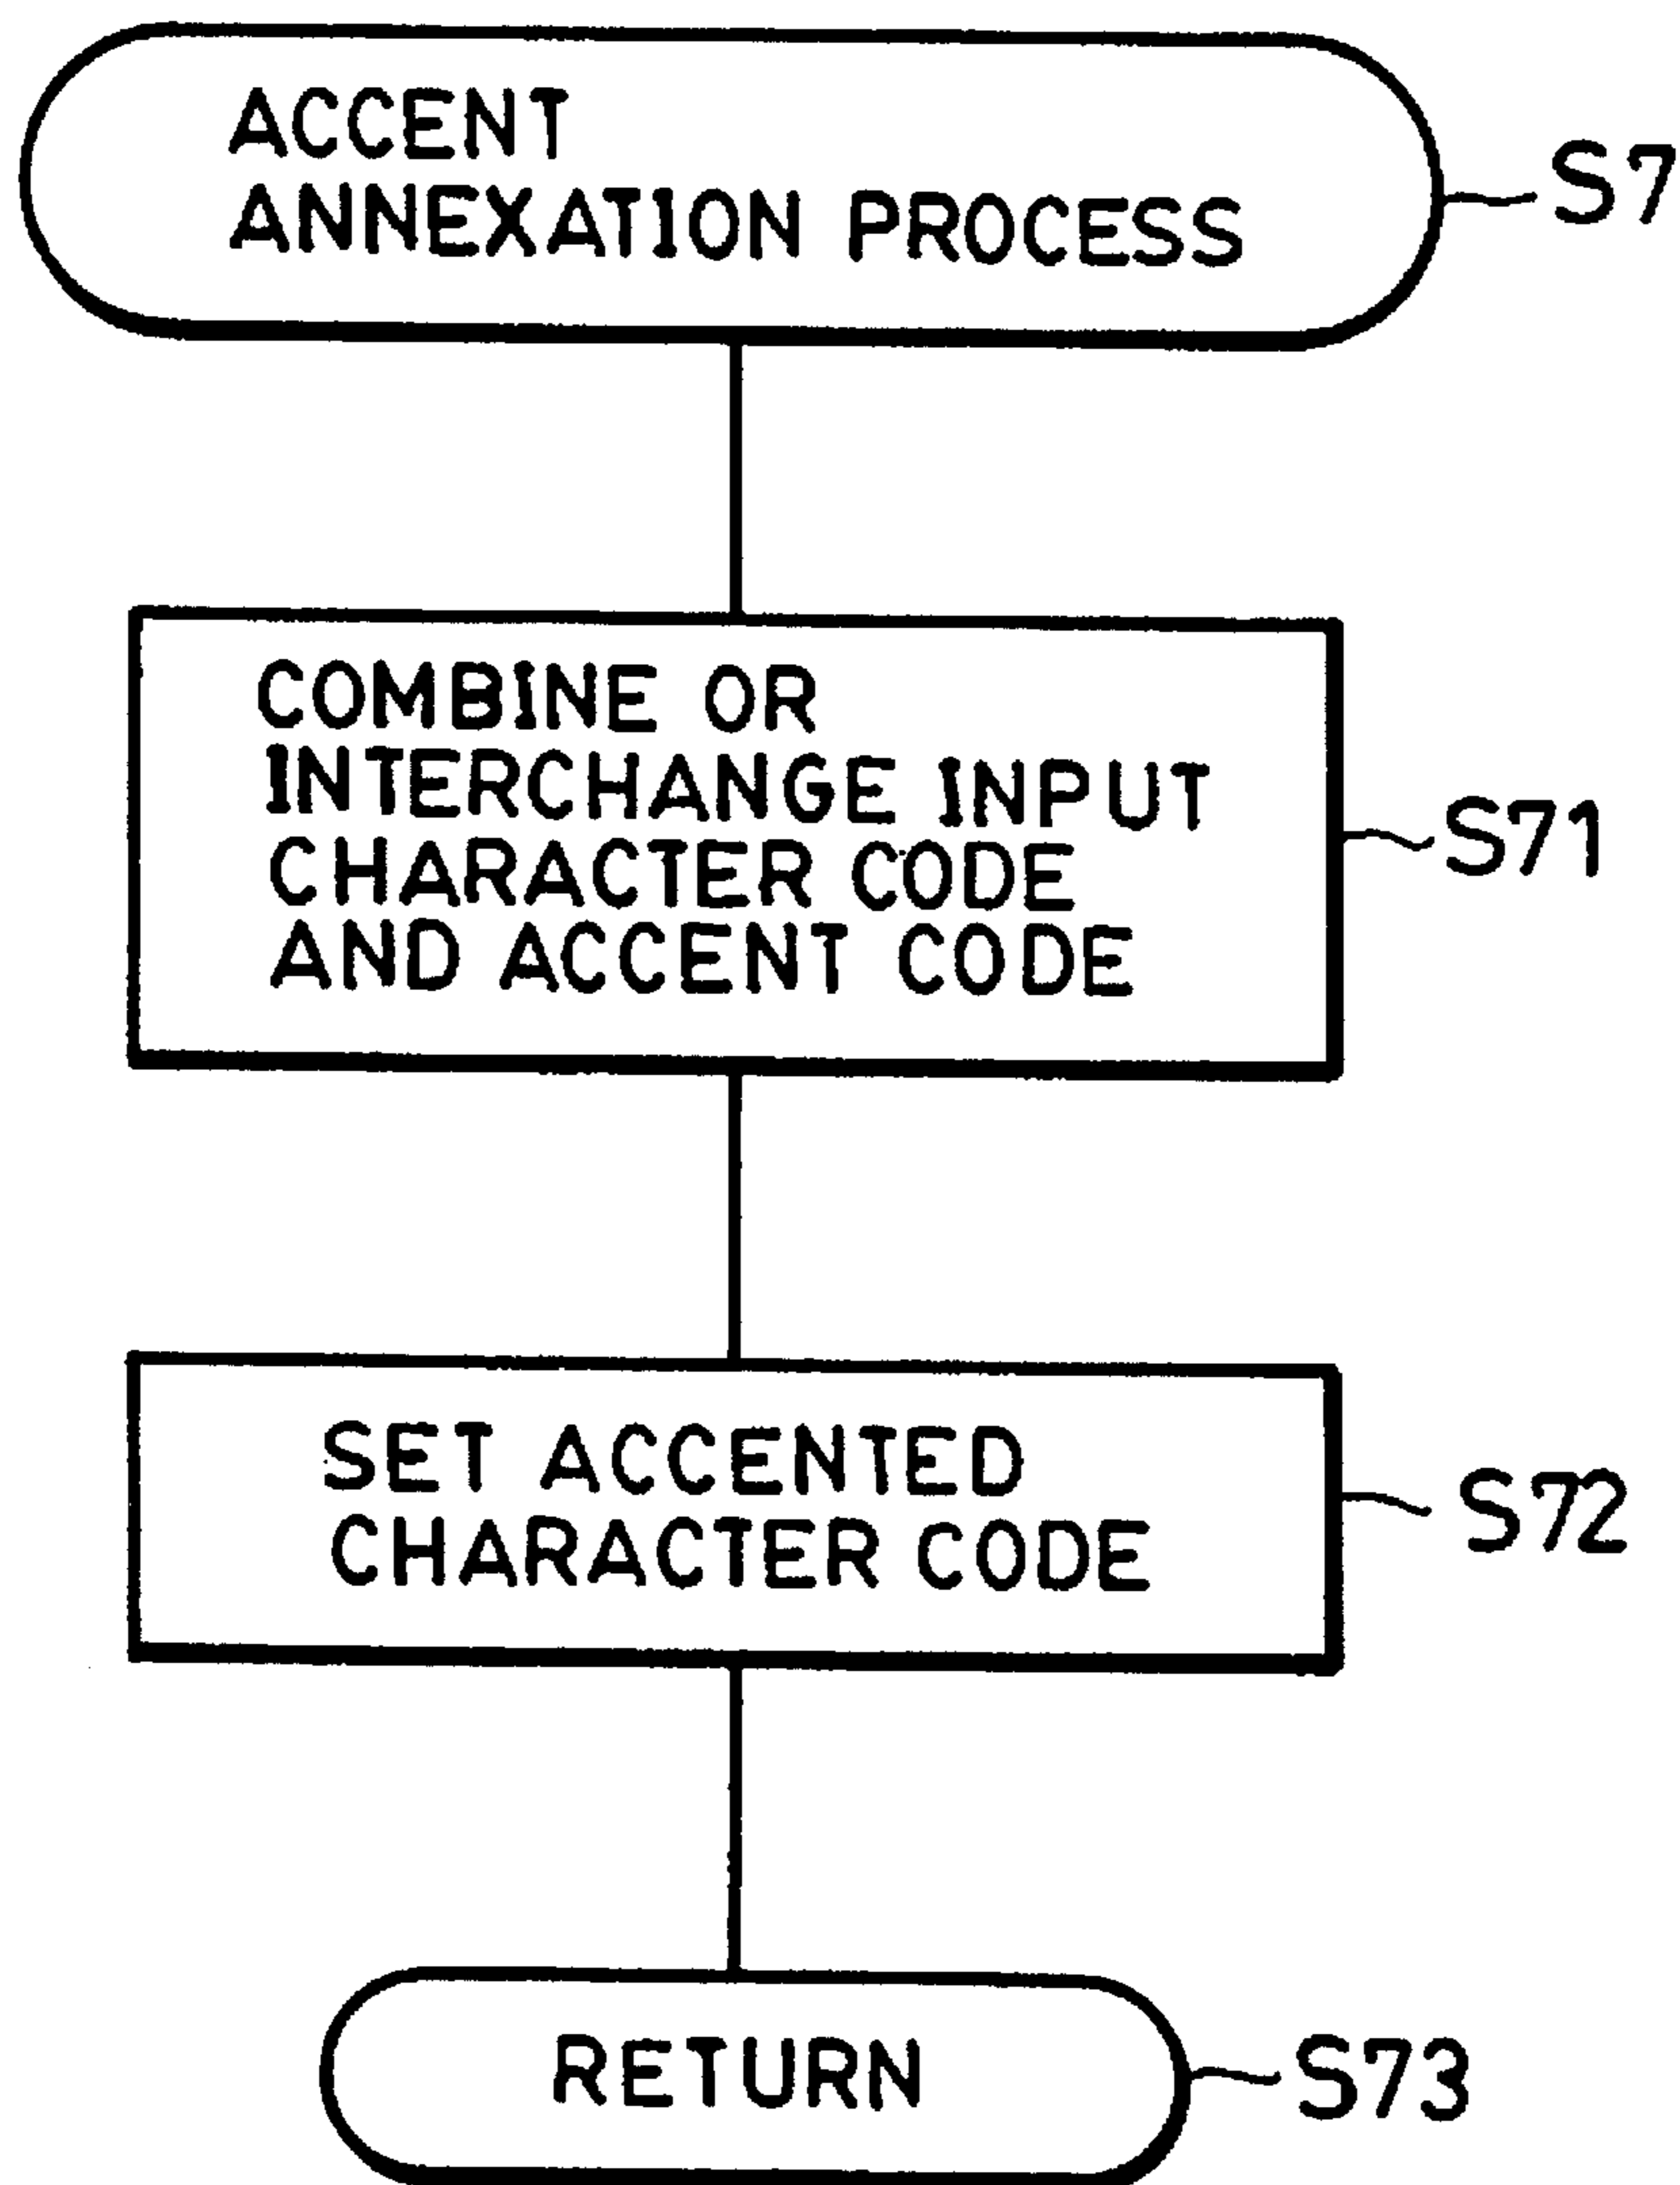 ACCENT
ANNEXATION PROCESS
S7
COMBINE OR
INTERCHANGE INPUT
CHARACTER CODE
AND ACCENT CODE
S71
SET ACCENTED
CHARACTER CODE
S72
RETURN
S73